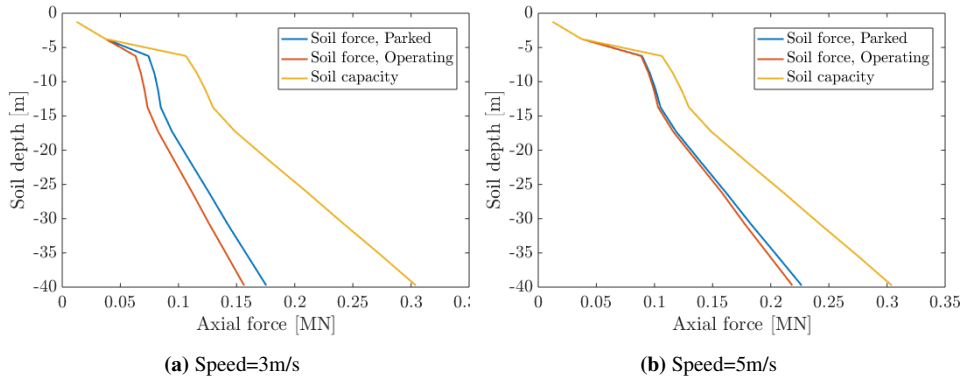 0
-5
-10
-15
-20
-25
-30
-35
-40
Soil depth [m]
0 0.05 0.1 0.15 0.2 0.25 0.3 0.3
Axial force [MN]
Soil force, Parked
Soil force, Operating
Soil capacity
(a) Speed=3m/s
0
-5
-10
-15
-20
-25
-30
-35
-40
Soil depth [m]
0 0.05 0.1 0.15 0.2 0.25 0.3 0.35
Axial force [MN]
Soil force, Parked
Soil force, Operating
Soil capacity
(b) Speed=5m/s